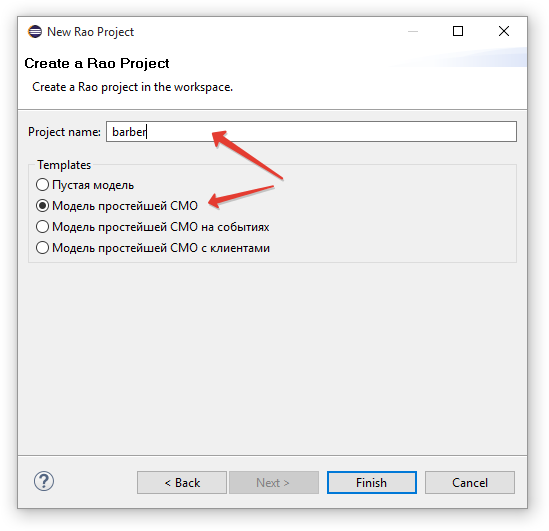 New Rao Project
Create a Rao Project
Create a Rao project in the workspace.
Project name: barber
Templates
Пустая модель
Модель простейшей СМО
Модель простейшей СМО на событиях
Модель простейшей СМО с клиентами
? < Back Next > Finish Cancel